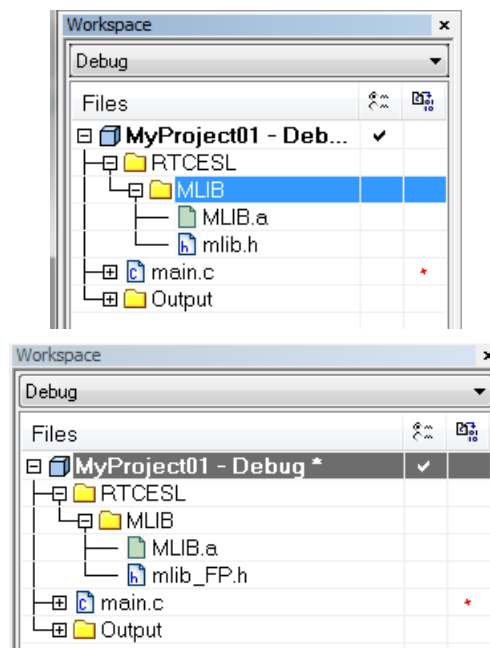 Workspace
Debug
Files
MyProject01 - Deb...
RTCESL
MLIB
MLIB.a
mlib.h
main.c
Output
Workspace
Debug
Files
MyProject01 - Debug *
RTCESL
MLIB
MLIB.a
mlib_FP.h
main.c
Output